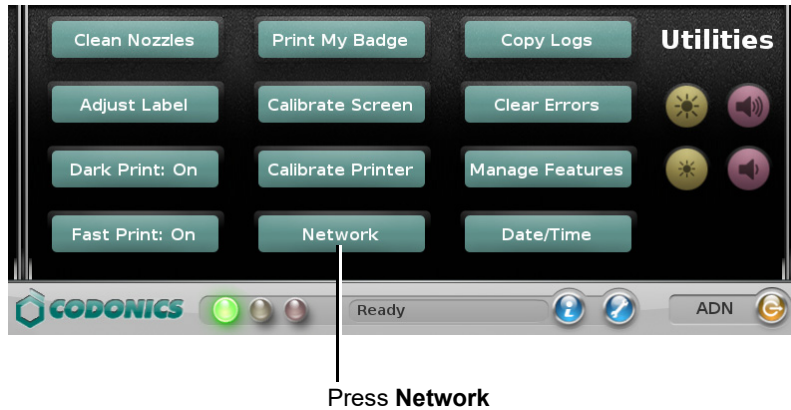 Clean Nozzles Print My Badge Copy Logs Utilities
Adjust Label Calibrate Screen Clear Errors
Dark Print: On Calibrate Printer Manage Features
Fast Print: On Network Date/Time
CODONICS Ready i ADN
Press Network